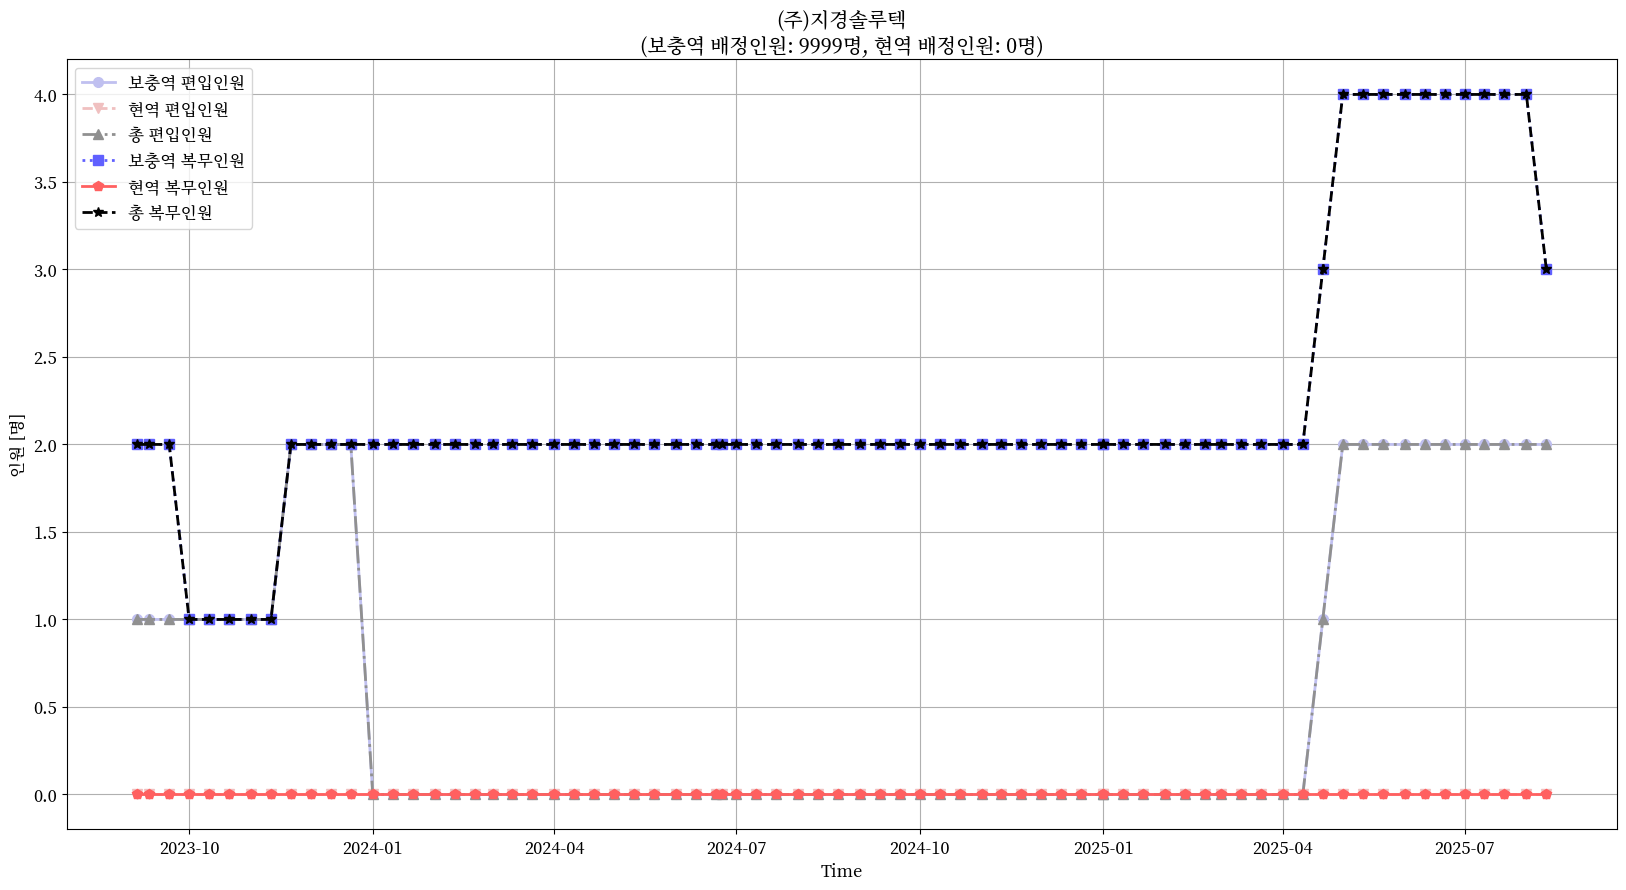 (주)지경솔루텍
(보충역 배정인원: 9999명, 현역 배정인원: 0명)
보충역 편입인원
현역 편입인원
총 편입인원
보충역 복무인원
현역 복무인원
총 복무인원
4.0
3.5
3.0
2.5
2.0
1.5
1.0
0.5
0.0
인원 [명]
2023-10 2024-01 2024-04 2024-07 2024-10 2025-01 2025-04 2025-07
Time